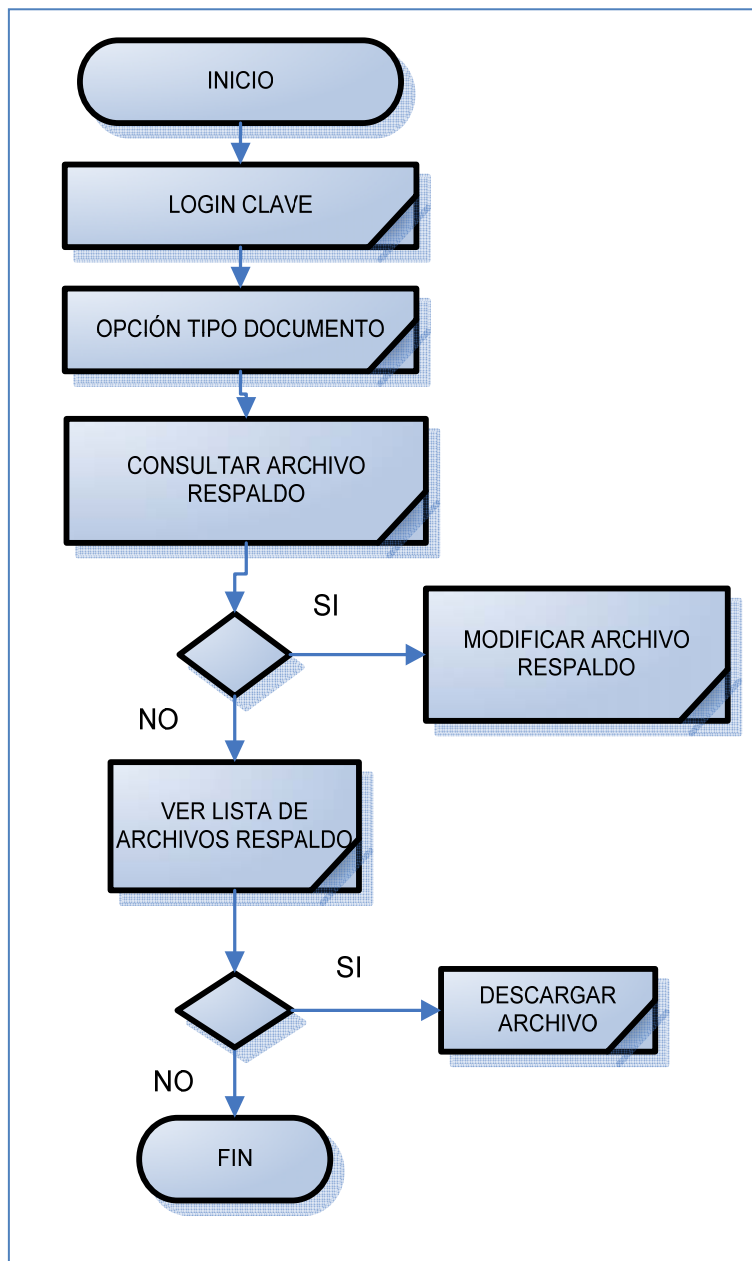 INICIO
LOGIN CLAVE
OPCIÓN TIPO DOCUMENTO
CONSULTAR ARCHIVO
RESPALDO
SI
MODIFICAR ARCHIVO
RESPALDO
NO
VER LISTA DE
ARCHIVOS RESPALDO
SI
DESCARGAR
ARCHIVO
NO
FIN